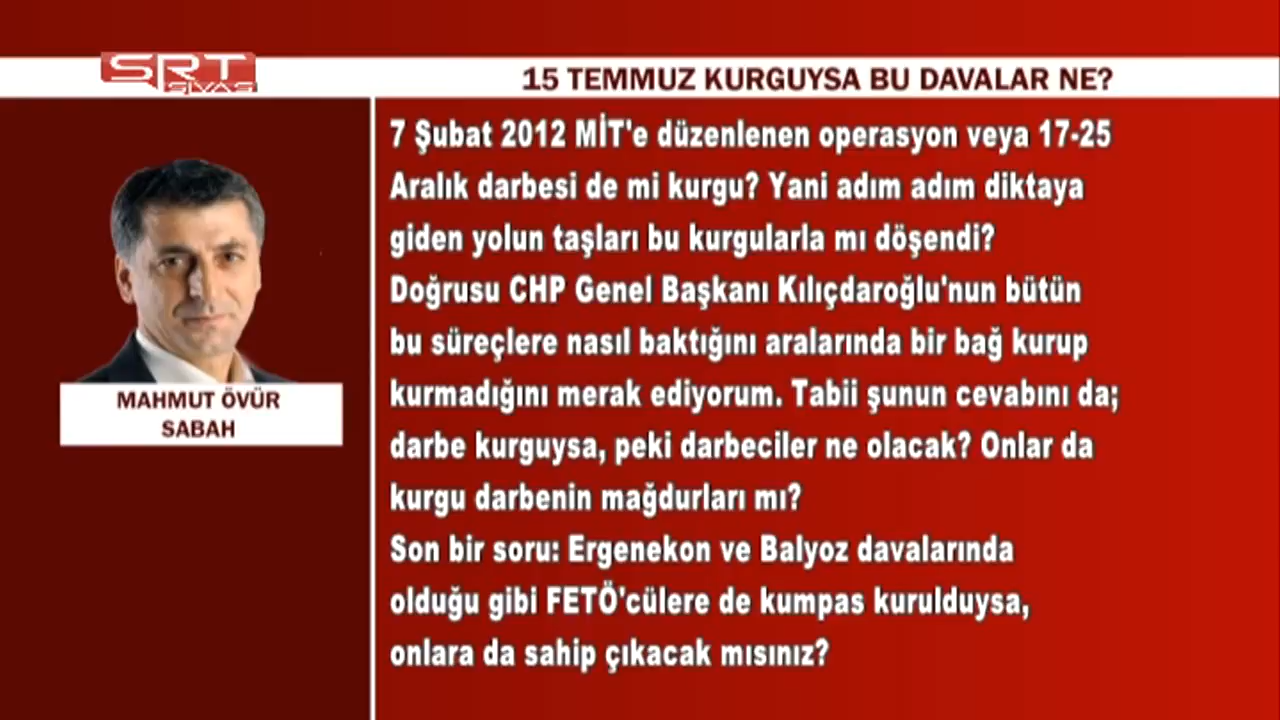 SRT
SİVAS
15 TEMMUZ KURGUYSA BU DAVALAR NE?
MAHMUT ÖVÜR
SABAH
7 Şubat 2012 MİT'e düzenlenen operasyon veya 17-25
Aralık darbesi de mi kurgu? Yani adım adım diktaya
giden yolun taşları bu kurgularla mı döşendi?
Doğrusu CHP Genel Başkanı Kılıçdaroğlu'nun bütün
bu süreçlere nasıl baktığını aralarında bir bağ kurup
kurmadığını merak ediyorum. Tabii şunun cevabını da;
darbe kurguysa, peki darbeciler ne olacak? Onlar da
kurgu darbenin mağdurları mı?
Son bir soru: Ergenekon ve Balyoz davalarında
olduğu gibi FETÖ'cülere de kumpas kurulduysa,
onlara da sahip çıkacak mısınız?